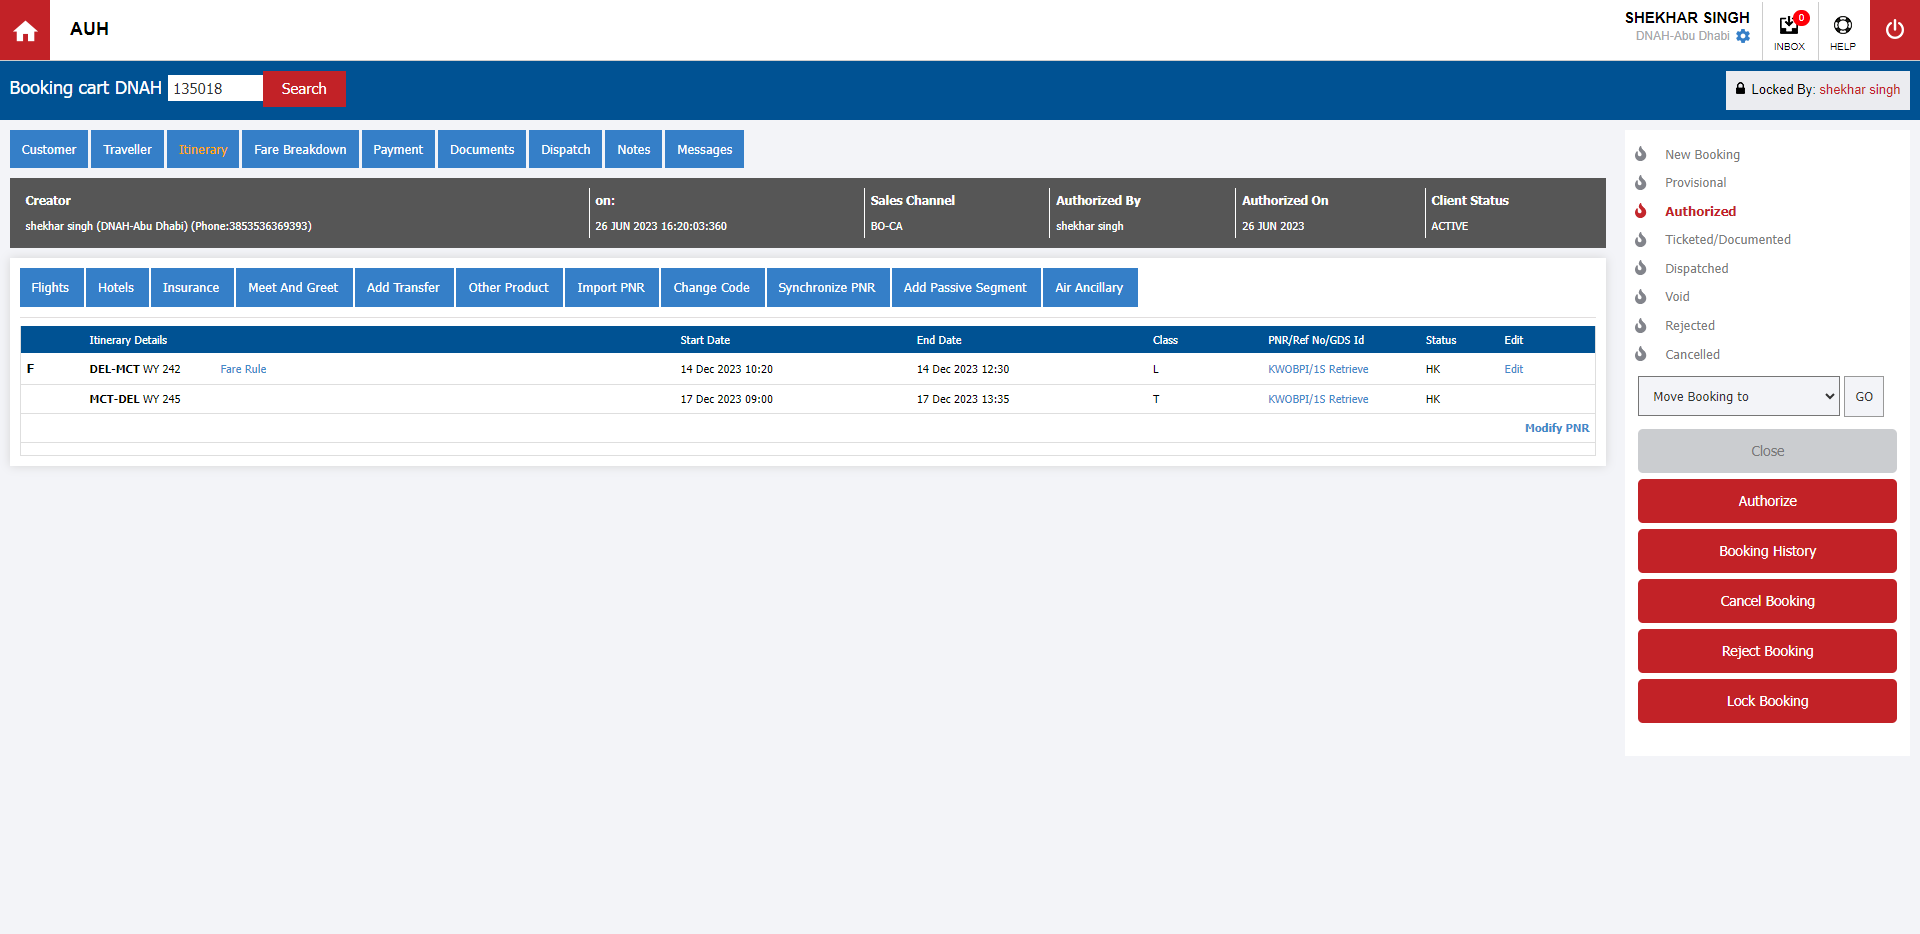 AUH
SHEKHAR SINGH
DNAH-Abu Dhabi
0
INBOX
HELP
Booking cart DNAH 135018 Search
Locked By: shekhar singh
Customer Traveller Itinerary Fare Breakdown Payment Documents Dispatch Notes Messages
Creator on: Sales Channel Authorized By Authorized On Client Status
shekhar singh (DNAH-Abu Dhabi) (Phone:3853536369393) 26 JUN 2023 16:20:03:360 BO-CA shekhar singh 26 JUN 2023 ACTIVE
Flights Hotels Insurance Meet And Greet Add Transfer Other Product Import PNR Change Code Synchronize PNR Add Passive Segment Air Ancillary
Itinerary Details Start Date End Date Class PNR/Ref No/GDS Id Status Edit
F DEL-MCT WY 242 Fare Rule 14 Dec 2023 10:20 14 Dec 2023 12:30 L KWOBPI/1S Retrieve HK Edit
MCT-DEL WY 245 17 Dec 2023 09:00 17 Dec 2023 13:35 T KWOBPI/1S Retrieve HK
Modify PNR
New Booking
Provisional
Authorized
Ticketed/Documented
Dispatched
Void
Rejected
Cancelled
Move Booking to GO
Close
Authorize
Booking History
Cancel Booking
Reject Booking
Lock Booking